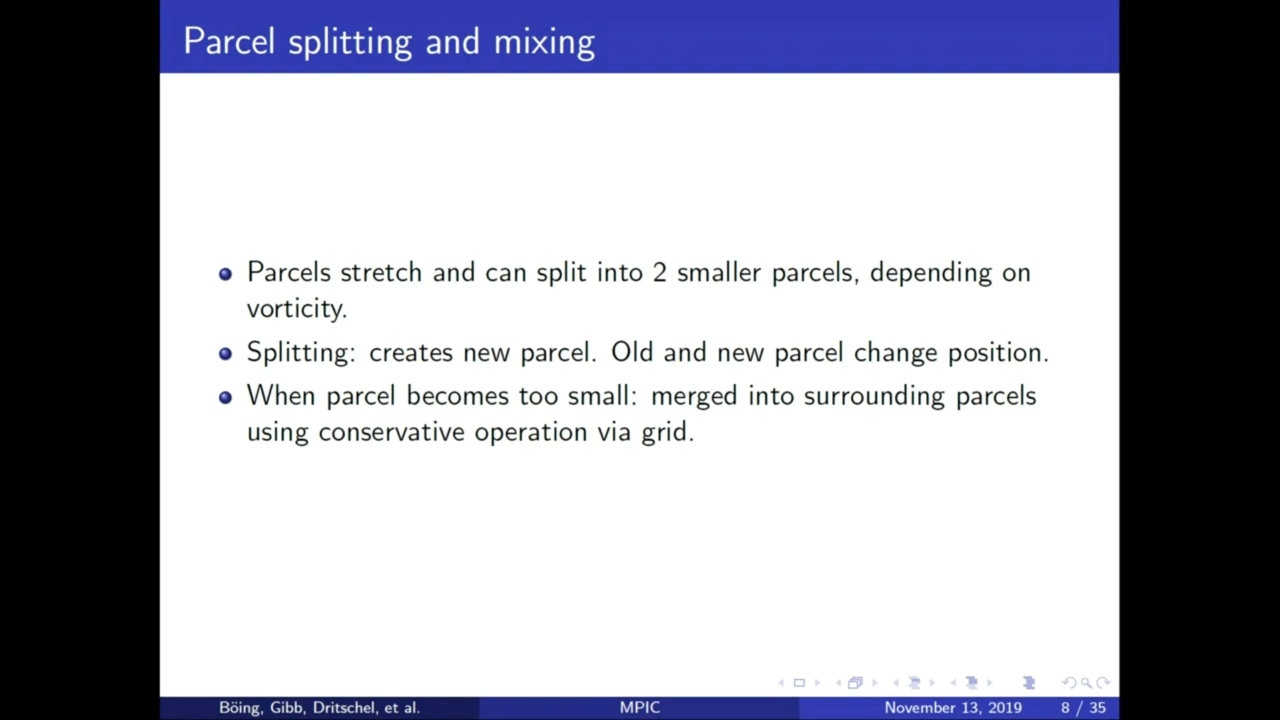 Parcel splitting and mixing
Parcels stretch and can split into 2 smaller parcels, depending on
vorticity.
Splitting: creates new parcel. Old and new parcel change position.
When parcel becomes too small: merged into surrounding parcels
using conservative operation via grid.
Böing, Gibb, Dritschel, et al.
MPIC
November 13, 2019
8 / 35